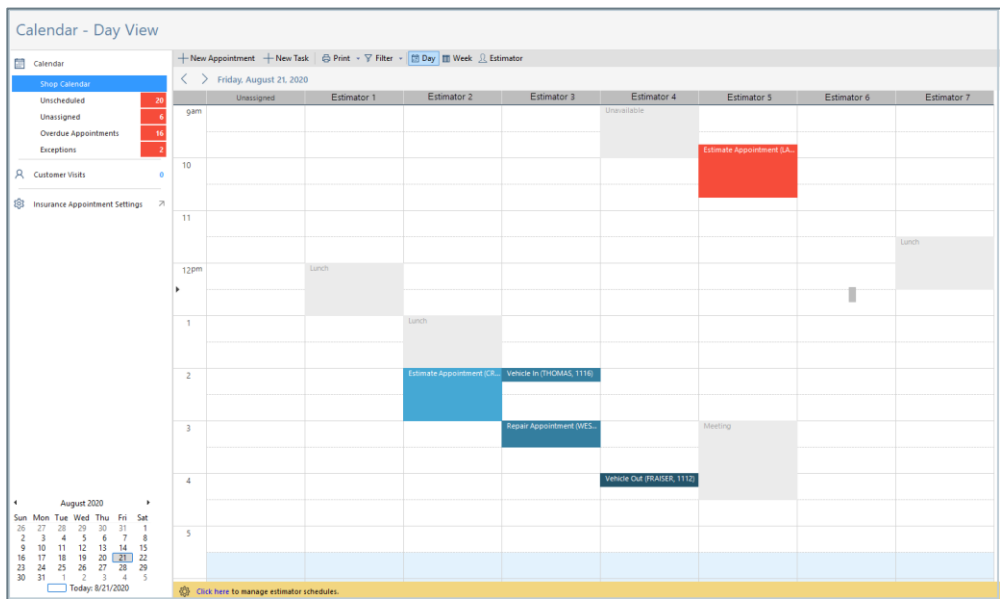 Calendar - Day View
Calendar
Shop Calendar
Unscheduled 20
Unassigned 6
Overdue Appointments 16
Exceptions 2
Customer Visits 0
Insurance Appointment Settings
New Appointment New Task Print Filter Day Week Estimator
Friday, August 21, 2020
Unassigned Estimator 1 Estimator 2 Estimator 3 Estimator 4 Estimator 5 Estimator 6 Estimator 7
9am Unavailable
Estimate Appointment (LA...
10
11
Lunch
12pm Lunch
1 Lunch
2 Estimate Appointment (CR... Vehicle In (THOMAS, 1116)
3 Repair Appointment (WES... Meeting
4 Vehicle Out (FRAISER, 1112)
5
August 2020
Sun Mon Tue Wed Thu Fri Sat
26 27 28 29 30 31 1
2 3 4 5 6 7 8
9 10 11 12 13 14 15
16 17 18 19 20 21 22
23 24 25 26 27 28 29
30 31 1 2 3 4 5
Today: 8/21/2020
Click here to manage estimator schedules.